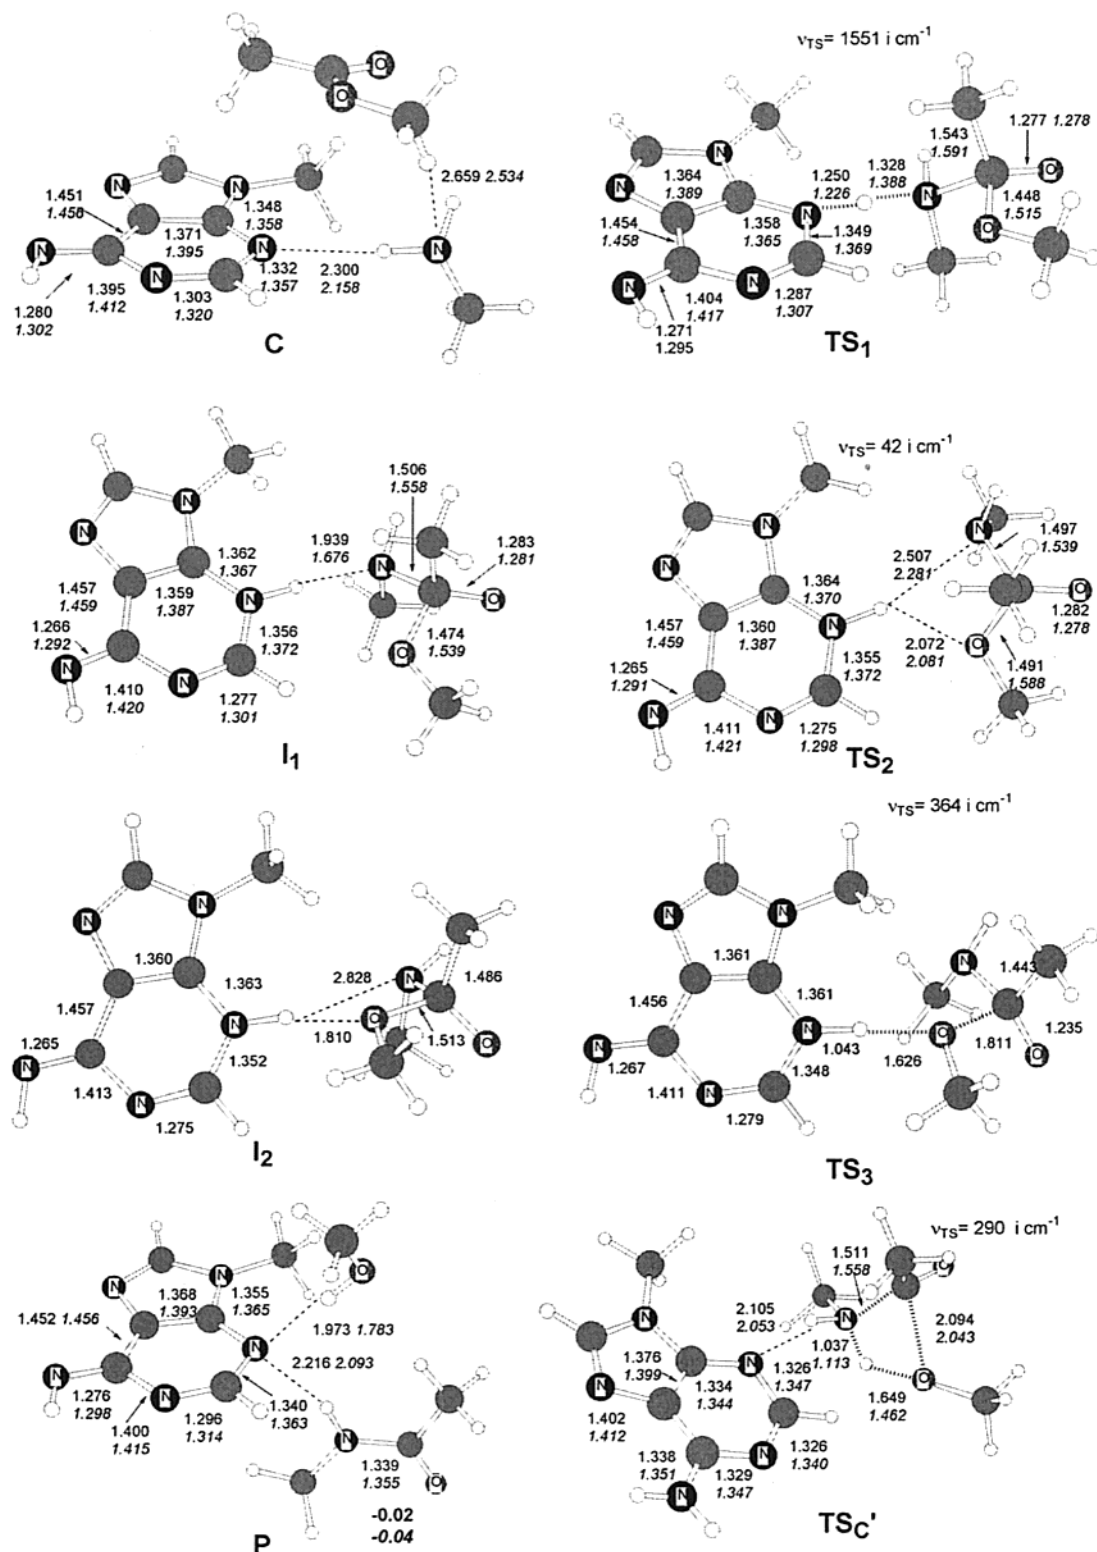 ν_TS= 1551 i cm⁻¹
O
O
1.543
1.591
1.277 1.278
N
N
1.451
1.458
1.348
1.358
2.659 2.534
N
N
1.364
1.389
1.250
1.226
1.328
1.388
O
N
N
1.371
1.395
N
N
1.454
1.458
1.358
1.365
1.349
1.369
1.448
1.515
O
N
N
1.332
1.357
2.300
2.158
1.280
1.302
1.395
1.412
1.303
1.320
N
N
1.404
1.417
1.287
1.307
1.271
1.295
C
TS₁
ν_TS= 42 i cm⁻¹
1.506
1.558
N
N
1.939
1.676
N
1.283
1.281
O
1.362
1.367
1.359
1.387
N
1.457
1.459
1.356
1.372
1.474
1.539
O
1.266
1.292
N
N
1.410
1.420
1.277
1.301
I₁
N
N
N
1.497
1.539
2.507
2.281
1.364
1.370
O
1.282
1.278
1.457
1.459
1.360
1.387
N
2.072
2.081
O
1.491
1.588
1.355
1.372
1.265
1.291
N
N
1.411
1.421
1.275
1.298
TS₂
ν_TS= 364 i cm⁻¹
N
N
1.360
1.363
2.828
N
1.486
1.457
N
O
1.810
1.513
O
1.265
N
1.352
1.413
N
1.275
I₂
N
N
N
1.443
1.361
1.456
1.361
N
1.043
O
1.811
1.235
O
N
1.267
1.348
1.626
1.411
N
1.279
TS₃
ν_TS= 290 i cm⁻¹
O
N
N
1.368
1.393
1.355
1.365
1.452 1.456
N
1.973 1.783
2.216 2.093
N
1.276
1.298
N
1.400
1.415
1.296
1.314
1.340
1.363
N
1.339
1.355
O
-0.02
-0.04
P
1.511
1.558
O
2.105
2.053
N
N
N
1.037
1.113
2.094
2.043
1.376
1.399
1.334
1.344
1.326
1.347
O
1.649
1.462
N
1.402
1.412
1.338
1.351
1.329
1.347
N
1.326
1.340
N
TS_C'